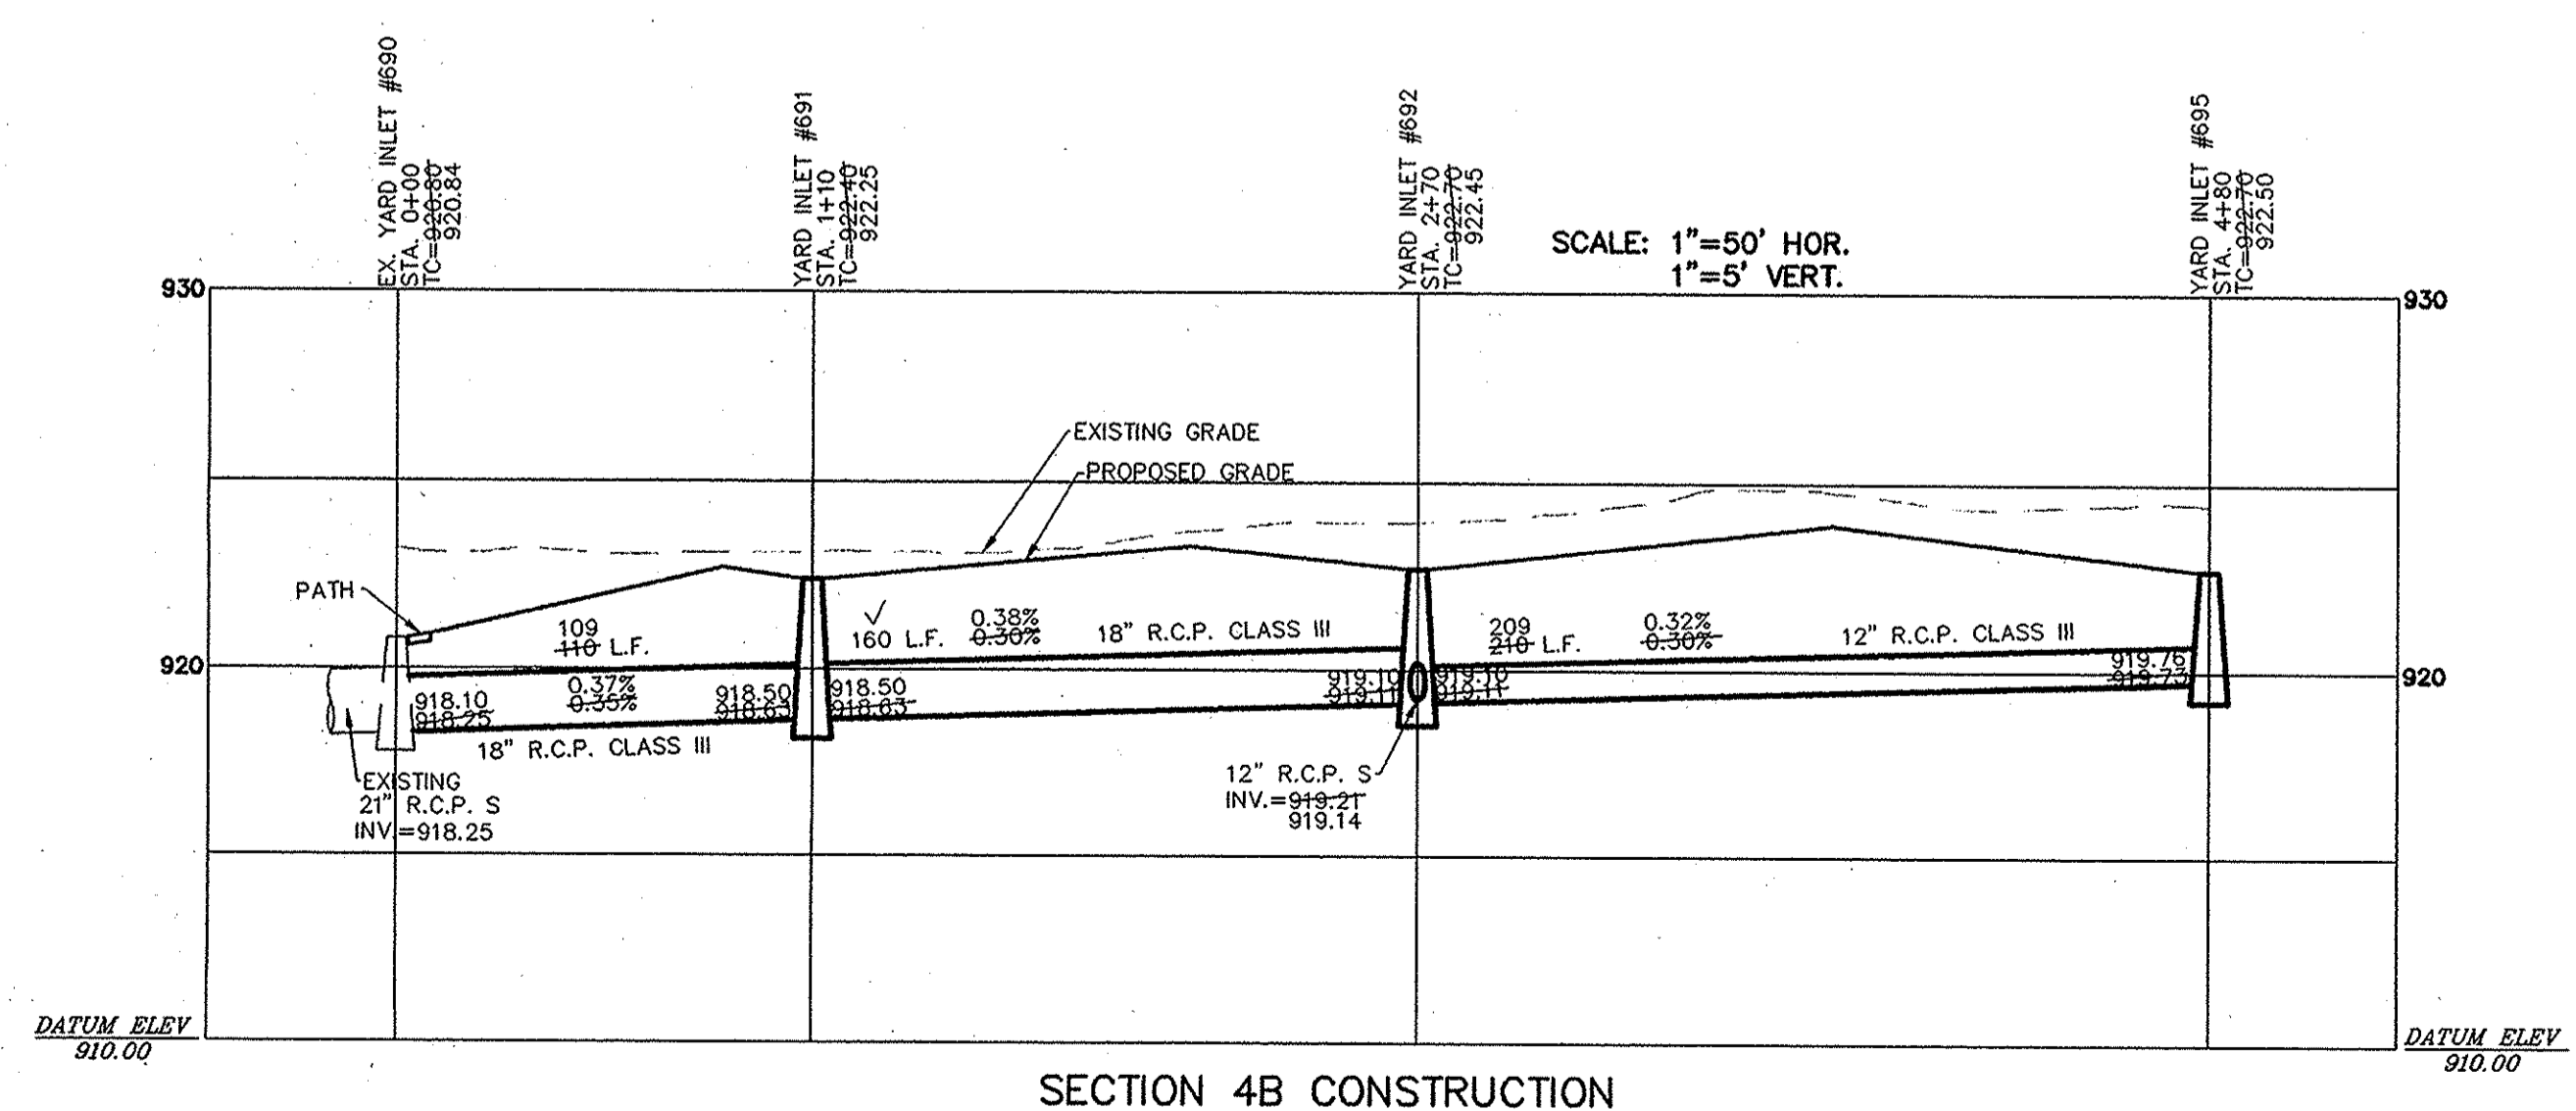 EX. YARD INLET #690
STA. 0+00
TC=920.80
920.84
YARD INLET #691
STA. 1+10
TC=922.40
922.25
YARD INLET #692
STA. 2+70
TC=922.70
922.45
YARD INLET #695
STA. 4+80
TC=922.70
922.50
SCALE: 1"=50' HOR.
1"=5' VERT.
930
930
EXISTING GRADE
PROPOSED GRADE
PATH
109
110 L.F.
0.37%
0.35%
✓
160 L.F.
0.38%
0.30%
18" R.C.P. CLASS III
209
210 L.F.
0.32%
0.30%
12" R.C.P. CLASS III
920
920
918.10
918.25
918.50
918.63
918.50
918.63
919.10
919.11
919.10
919.11
919.76
919.73
18" R.C.P. CLASS III
EXISTING
21" R.C.P. S
INV.=918.25
12" R.C.P. S
INV.=919.21
919.14
DATUM ELEV
910.00
DATUM ELEV
910.00
SECTION 4B CONSTRUCTION